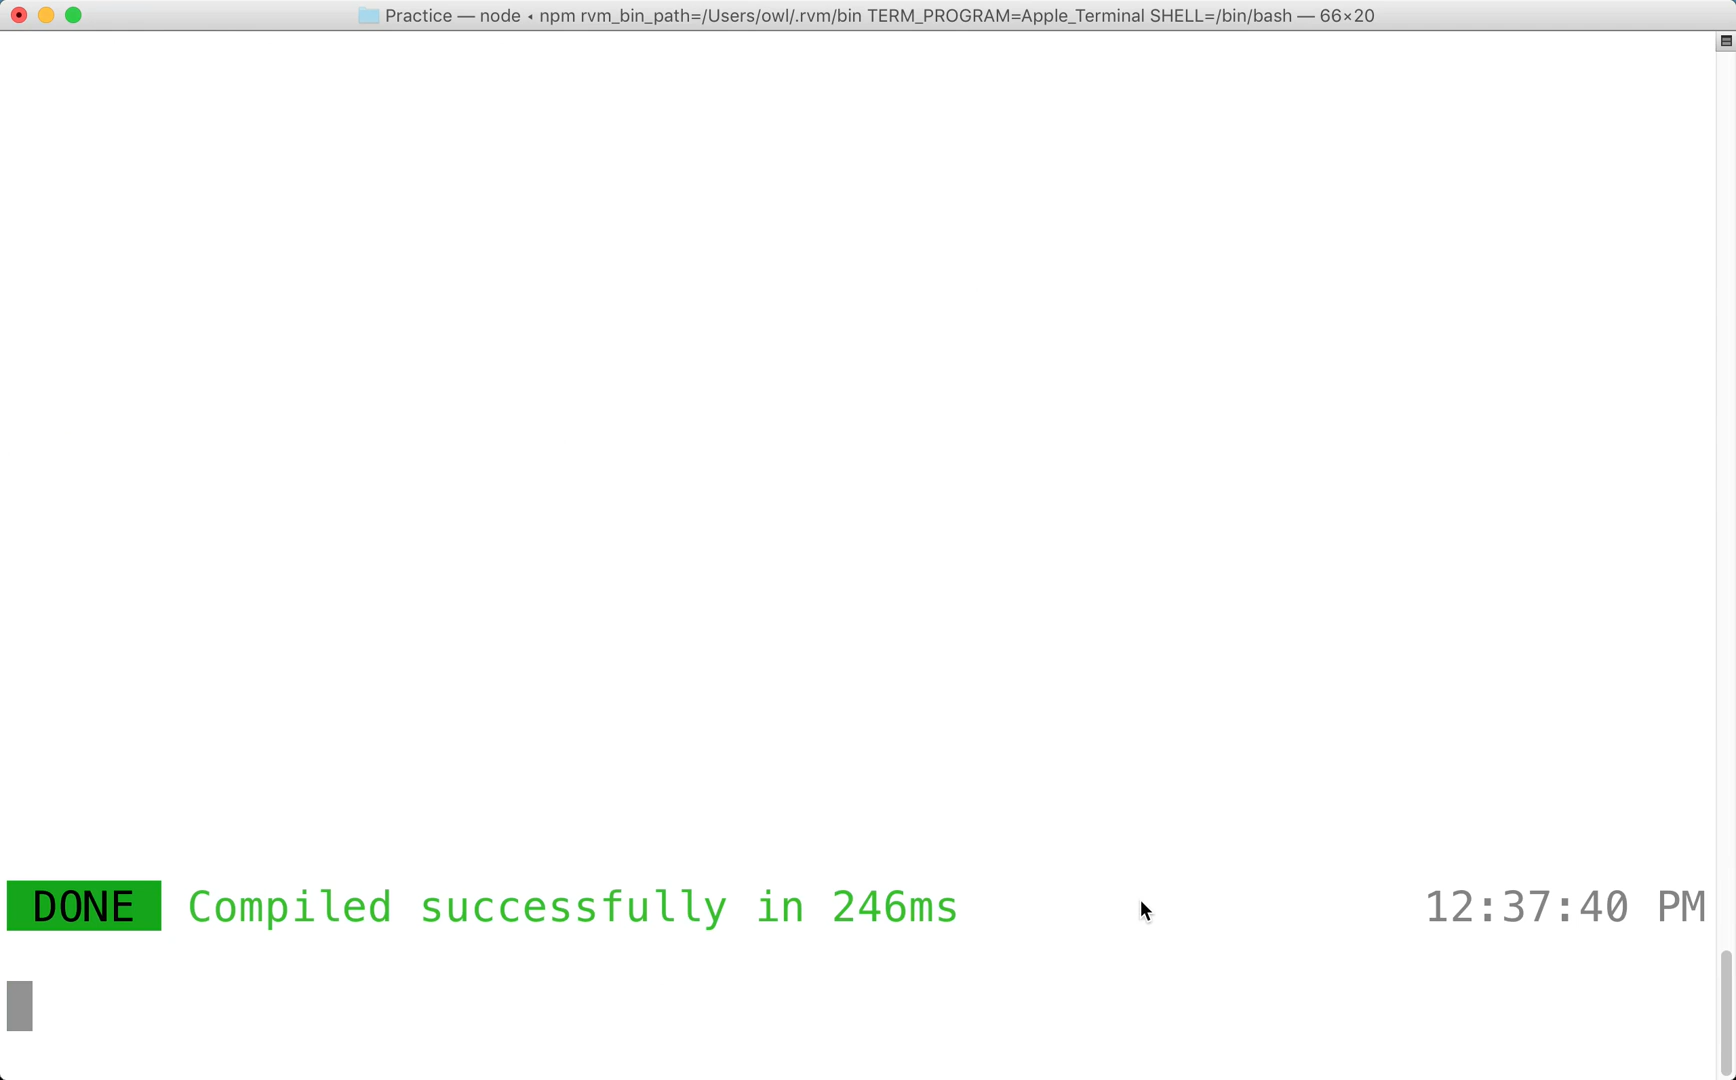 Practice — node ◂ npm rvm_bin_path=/Users/owl/.rvm/bin TERM_PROGRAM=Apple_Terminal SHELL=/bin/bash — 66×20
DONE Compiled successfully in 246ms 12:37:40 PM